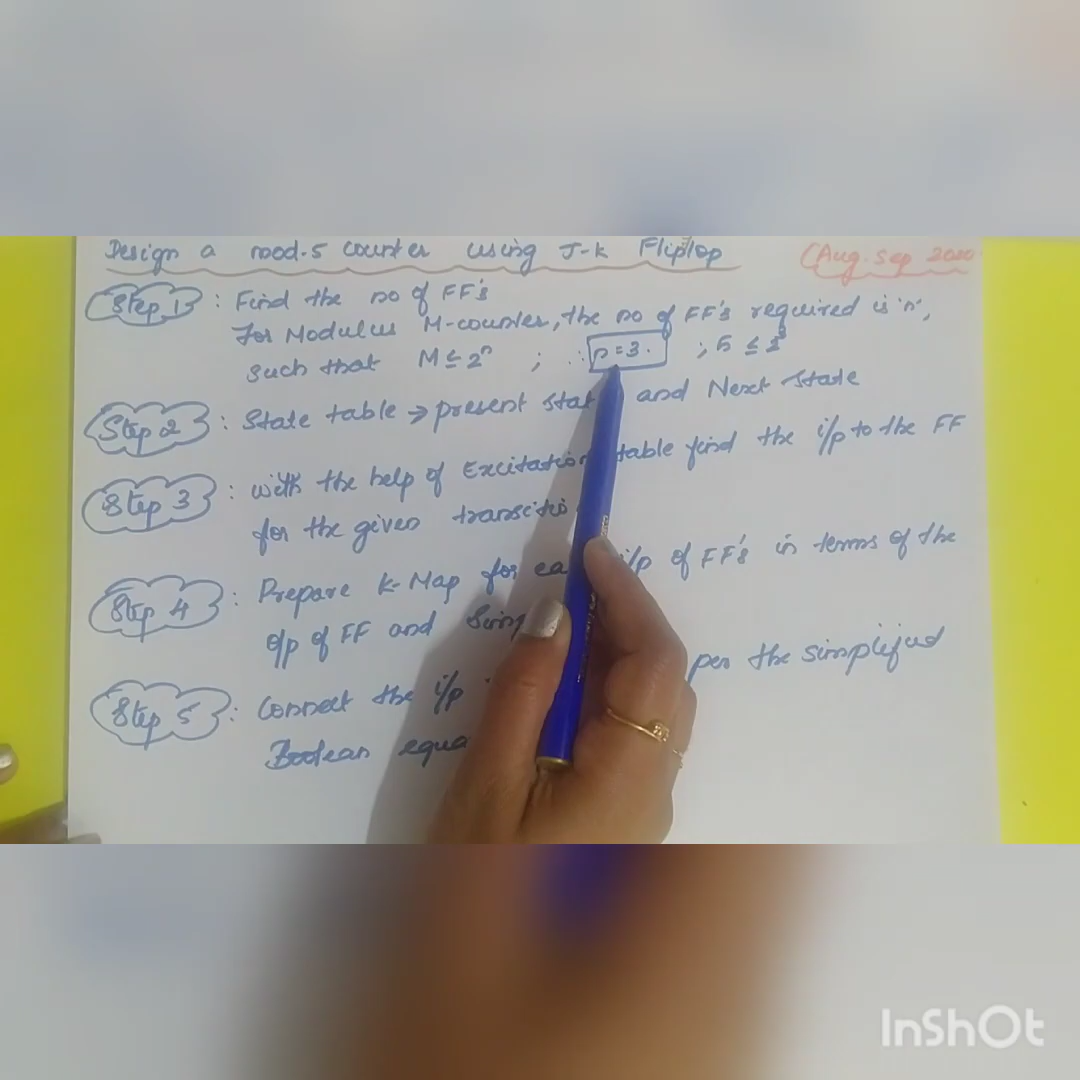 Design a mod-5 counter using J-K Flipflop (Aug. Sep 2020
Step 1 : Find the no of FF's
For Modulus M-counter, the no of FF's required is 'n',
such that M ≤ 2ⁿ ; ∴ n = 3. ; 5 ≤ 2³
Step 2 : State table → present stat and Next State
Step 3 : with the help of Excitation table find the i/p to the FF
for the given transitio
Step 4 : Prepare K-Map for ea i/p of FF's in terms of the
o/p of FF and Simp
Step 5 : Connect the i/p per the simplified
Boolean equa
InShOt